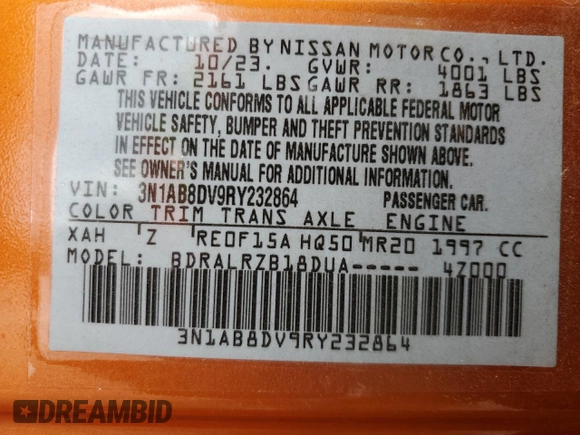 MANUFACTURED BY NISSAN MOTOR CO., LTD.
DATE: 10/23. GVWR: 4001 LBS
GAWR FR: 2161 LBS GAWR RR: 1863 LBS
THIS VEHICLE CONFORMS TO ALL APPLICABLE FEDERAL MOTOR
VEHICLE SAFETY, BUMPER AND THEFT PREVENTION STANDARDS
IN EFFECT ON THE DATE OF MANUFACTURE SHOWN ABOVE.
SEE OWNER'S MANUAL FOR ADDITIONAL INFORMATION.
VIN: 3N1AB8DV9RY232864 PASSENGER CAR.
COLOR TRIM TRANS AXLE ENGINE
XAH Z RE0F15A HQ50 MR20 1997 CC
MODEL: BDRALRZB18DUA----- 4Z000
3N1AB8DV9RY232864
DREAMBID